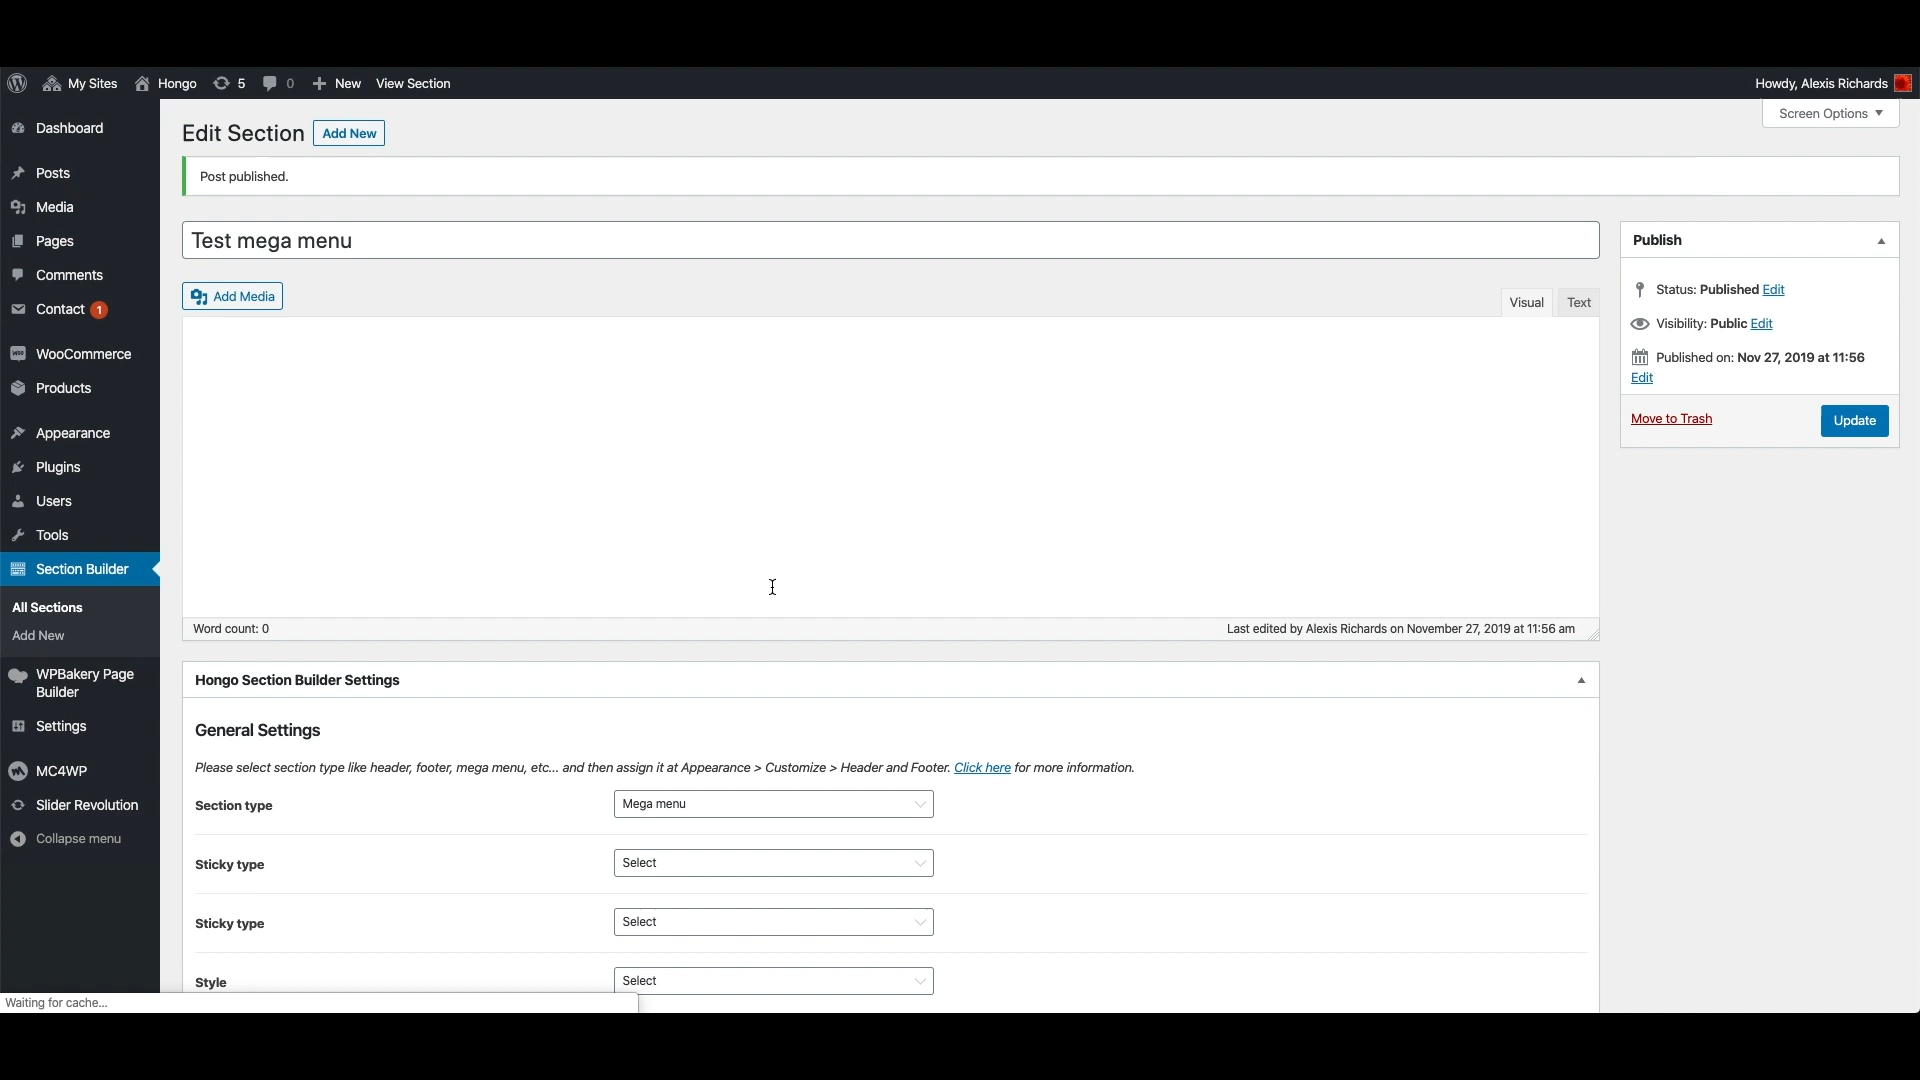 My Sites Hongo 5 0 New View Section Howdy, Alexis Richards
Screen Options
Dashboard
Posts
Media
Pages
Comments
Contact 1
WooCommerce
Products
Appearance
Plugins
Users
Tools
Section Builder
All Sections
Add New
WPBakery Page
Builder
Settings
MC4WP
Slider Revolution
Collapse menu
Edit Section Add New
Post published.
Test mega menu
Add Media
Visual Text
Word count: 0 Last edited by Alexis Richards on November 27, 2019 at 11:56 am
Publish
Status: Published Edit
Visibility: Public Edit
Published on: Nov 27, 2019 at 11:56
Edit
Move to Trash Update
Hongo Section Builder Settings
General Settings
Please select section type like header, footer, mega menu, etc... and then assign it at Appearance > Customize > Header and Footer. Click here for more information.
Section type Mega menu
Sticky type Select
Sticky type Select
Style Select
Waiting for cache...